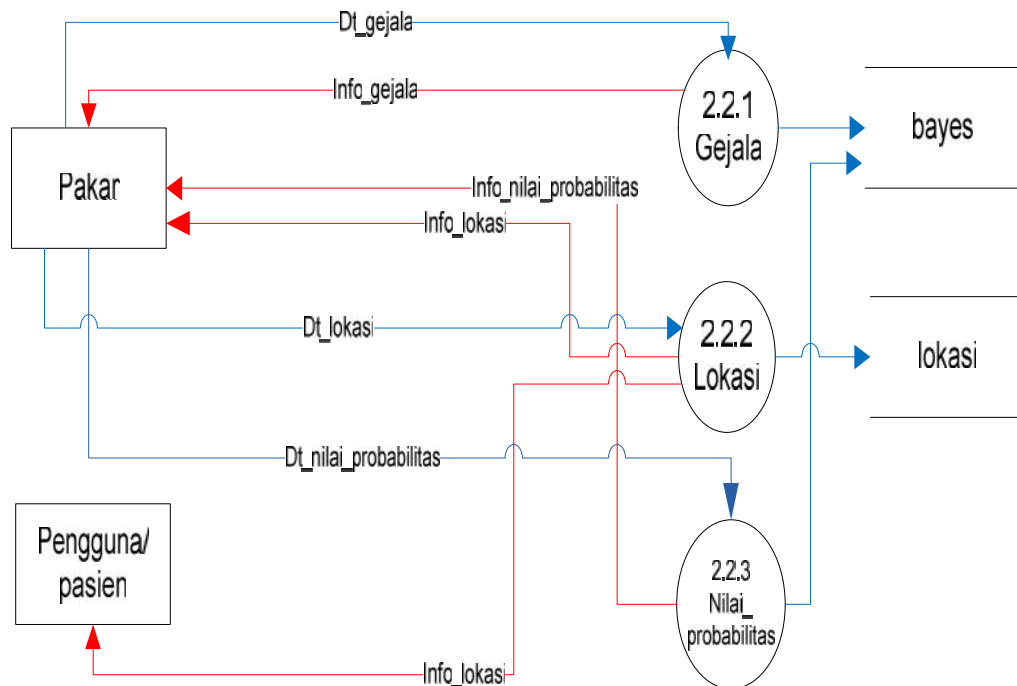 Dt_gejala
Info_gejala
2.2.1
Gejala
bayes
Pakar
Info_nilai_probabilitas
Info_lokasi
Dt_lokasi
2.2.2
Lokasi
lokasi
Dt_nilai_probabilitas
Pengguna/
pasien
2.2.3
Nilai_
probabilitas
Info_lokasi